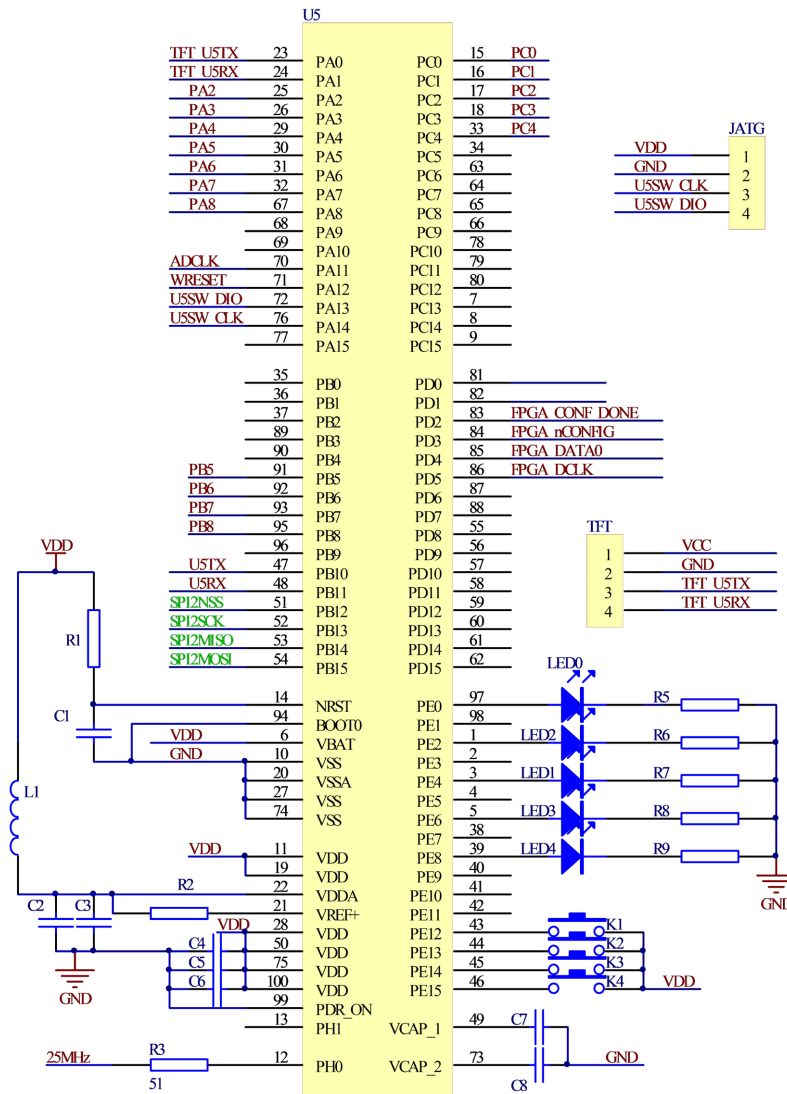 U5
TFT U5TX 23 PA0 PC0 15 PC0
TFT U5RX 24 PA1 PC1 16 PC1
PA2 25 PA2 PC2 17 PC2
PA3 26 PA3 PC3 18 PC3
PA4 29 PA4 PC4 33 PC4
PA5 30 PA5 PC5 34
PA6 31 PA6 PC6 63
PA7 32 PA7 PC7 64
PA8 67 PA8 PC8 65
68 PA9 PC9 66
69 PA10 PC10 78
ADCLK 70 PA11 PC11 79
WRESET 71 PA12 PC12 80
U5SW DIO 72 PA13 PC13 7
U5SW CLK 76 PA14 PC14 8
77 PA15 PC15 9
JATG
VDD 1
GND 2
U5SW CLK 3
U5SW DIO 4
35 PB0 PD0 81
36 PB1 PD1 82
37 PB2 PD2 83 FPGA CONF DONE
89 PB3 PD3 84 FPGA nCONFIG
90 PB4 PD4 85 FPGA DATA0
PB5 91 PB5 PD5 86 FPGA DCLK
PB6 92 PB6 PD6 87
PB7 93 PB7 PD7 88
PB8 95 PB8 PD8 55
96 PB9 PD9 56
U5TX 47 PB10 PD10 57
U5RX 48 PB11 PD11 58
SPI2NSS 51 PB12 PD12 59
SPI2SCK 52 PB13 PD13 60
SPI2MISO 53 PB14 PD14 61
SPI2MOSI 54 PB15 PD15 62
TFT
1 VCC
2 GND
3 TFT U5TX
4 TFT U5RX
VDD
R1
C1
L1
14 NRST PE0 97 LED0 R5
94 BOOT0 PE1 98
VDD 6 VBAT PE2 1 LED2 R6
GND 10 VSS PE3 2
20 VSSA PE4 3 LED1 R7
27 VSS PE5 4
74 VSS PE6 5 LED3 R8
PE7 38
VDD 11 VDD PE8 39 LED4 R9
19 VDD PE9 40
GND
22 VDDA PE10 41
R2 21 VREF+ PE11 42
C2 C3
VDD 28 VDD PE12 43 K1
C4 50 VDD PE13 44 K2
C5 75 VDD PE14 45 K3
C6 100 VDD PE15 46 K4 VDD
GND
99 PDR_ON
13 PH1 VCAP_1 49 C7
25MHz R3 51 12 PH0 VCAP_2 73 C8 GND